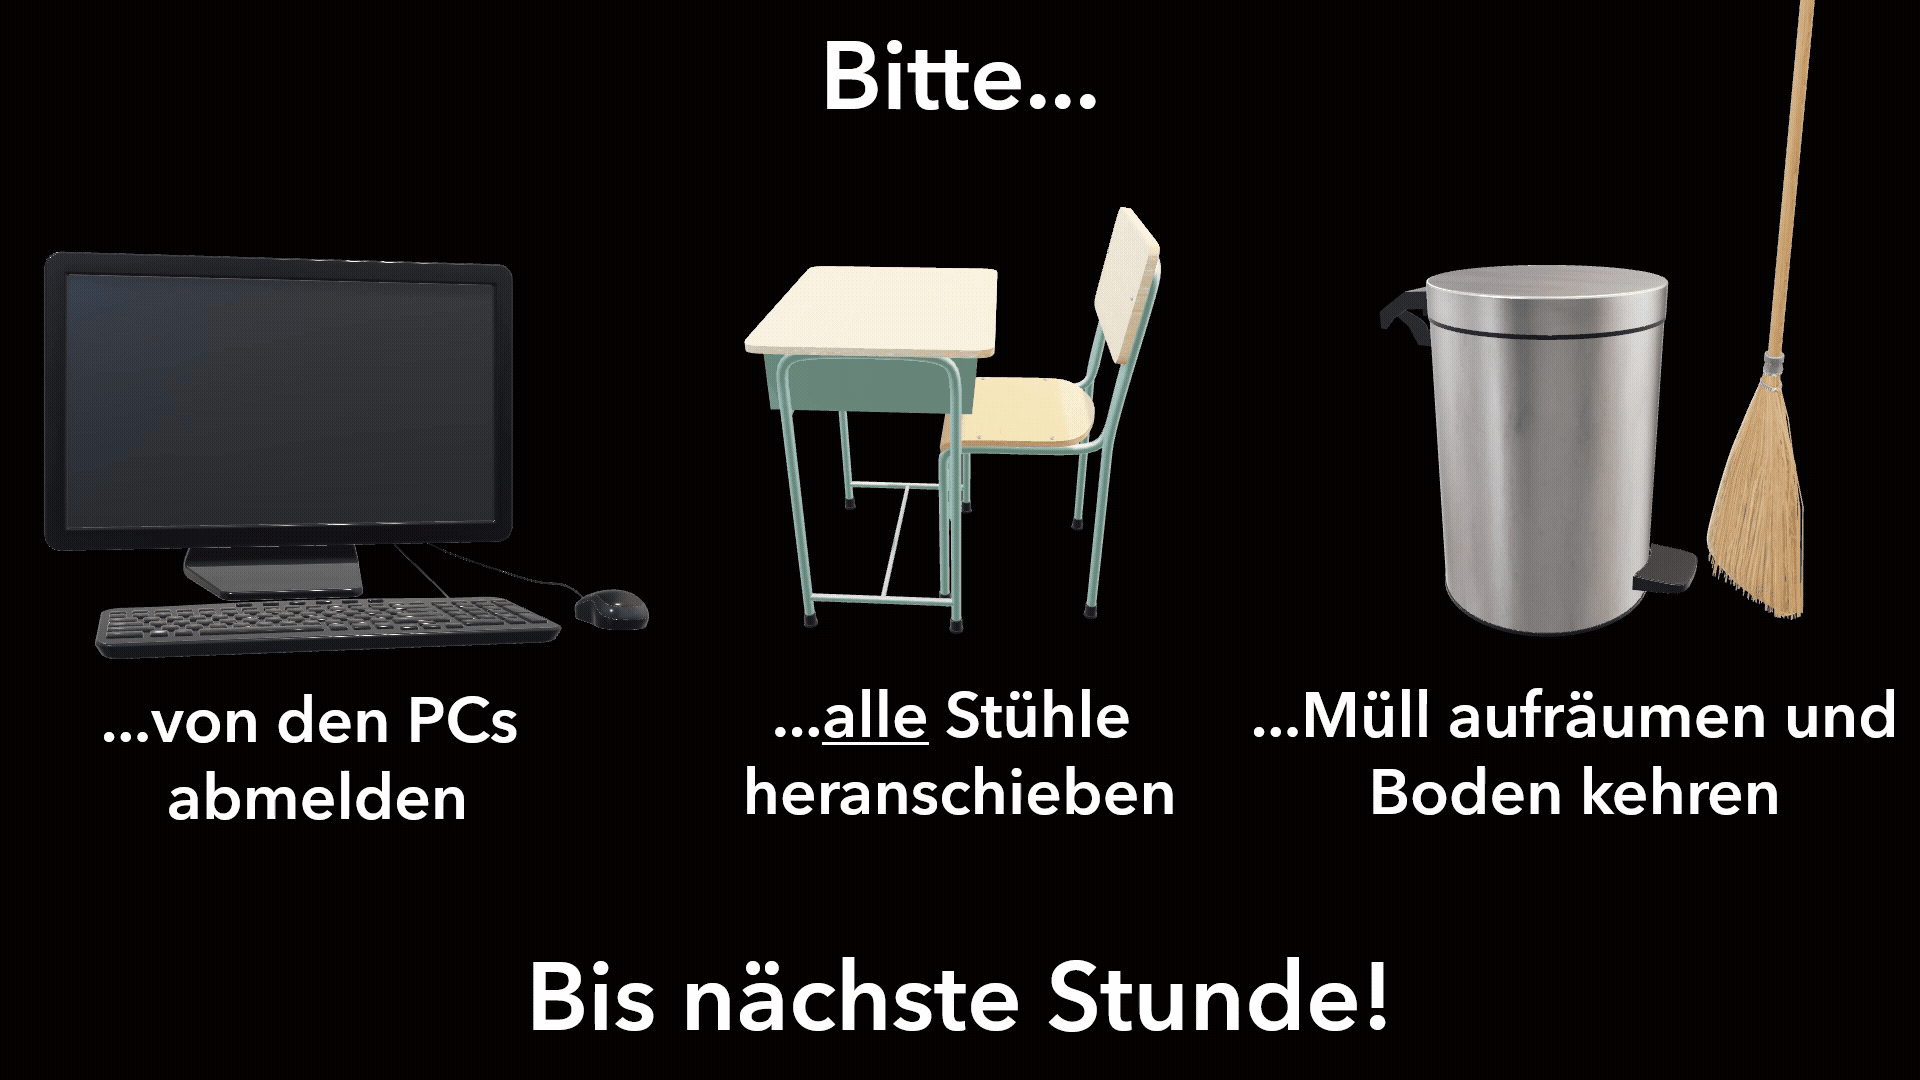 Bitte...
...von den PCs
abmelden
...alle Stühle
heranschieben
...Müll aufräumen und
Boden kehren
Bis nächste Stunde!